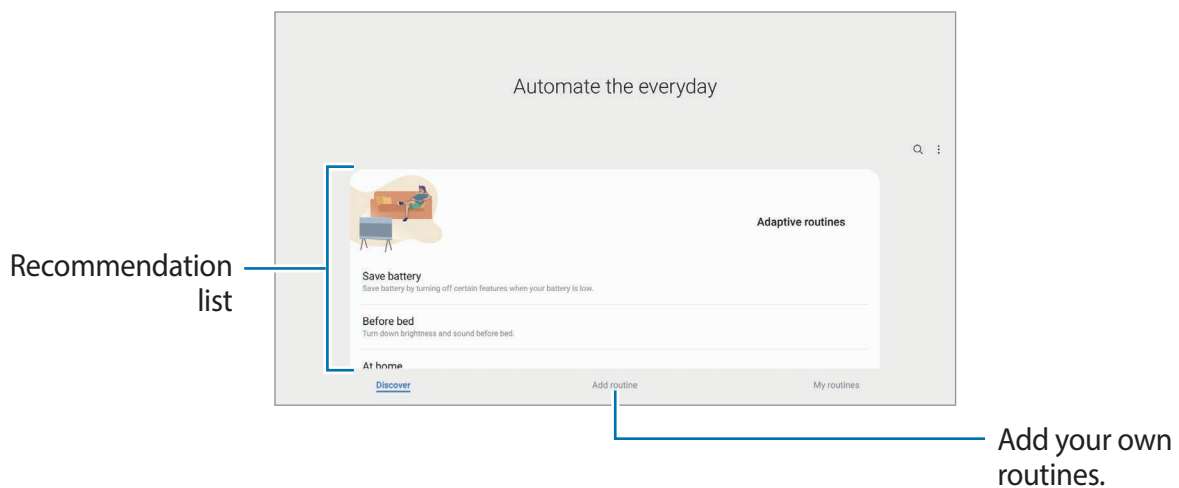 Automate the everyday
Adaptive routines
Recommendation
list
Save battery
Save battery by turning off certain features when your battery is low.
Before bed
Turn down brightness and sound before bed.
At home
Discover
Add routine
My routines
Add your own
routines.